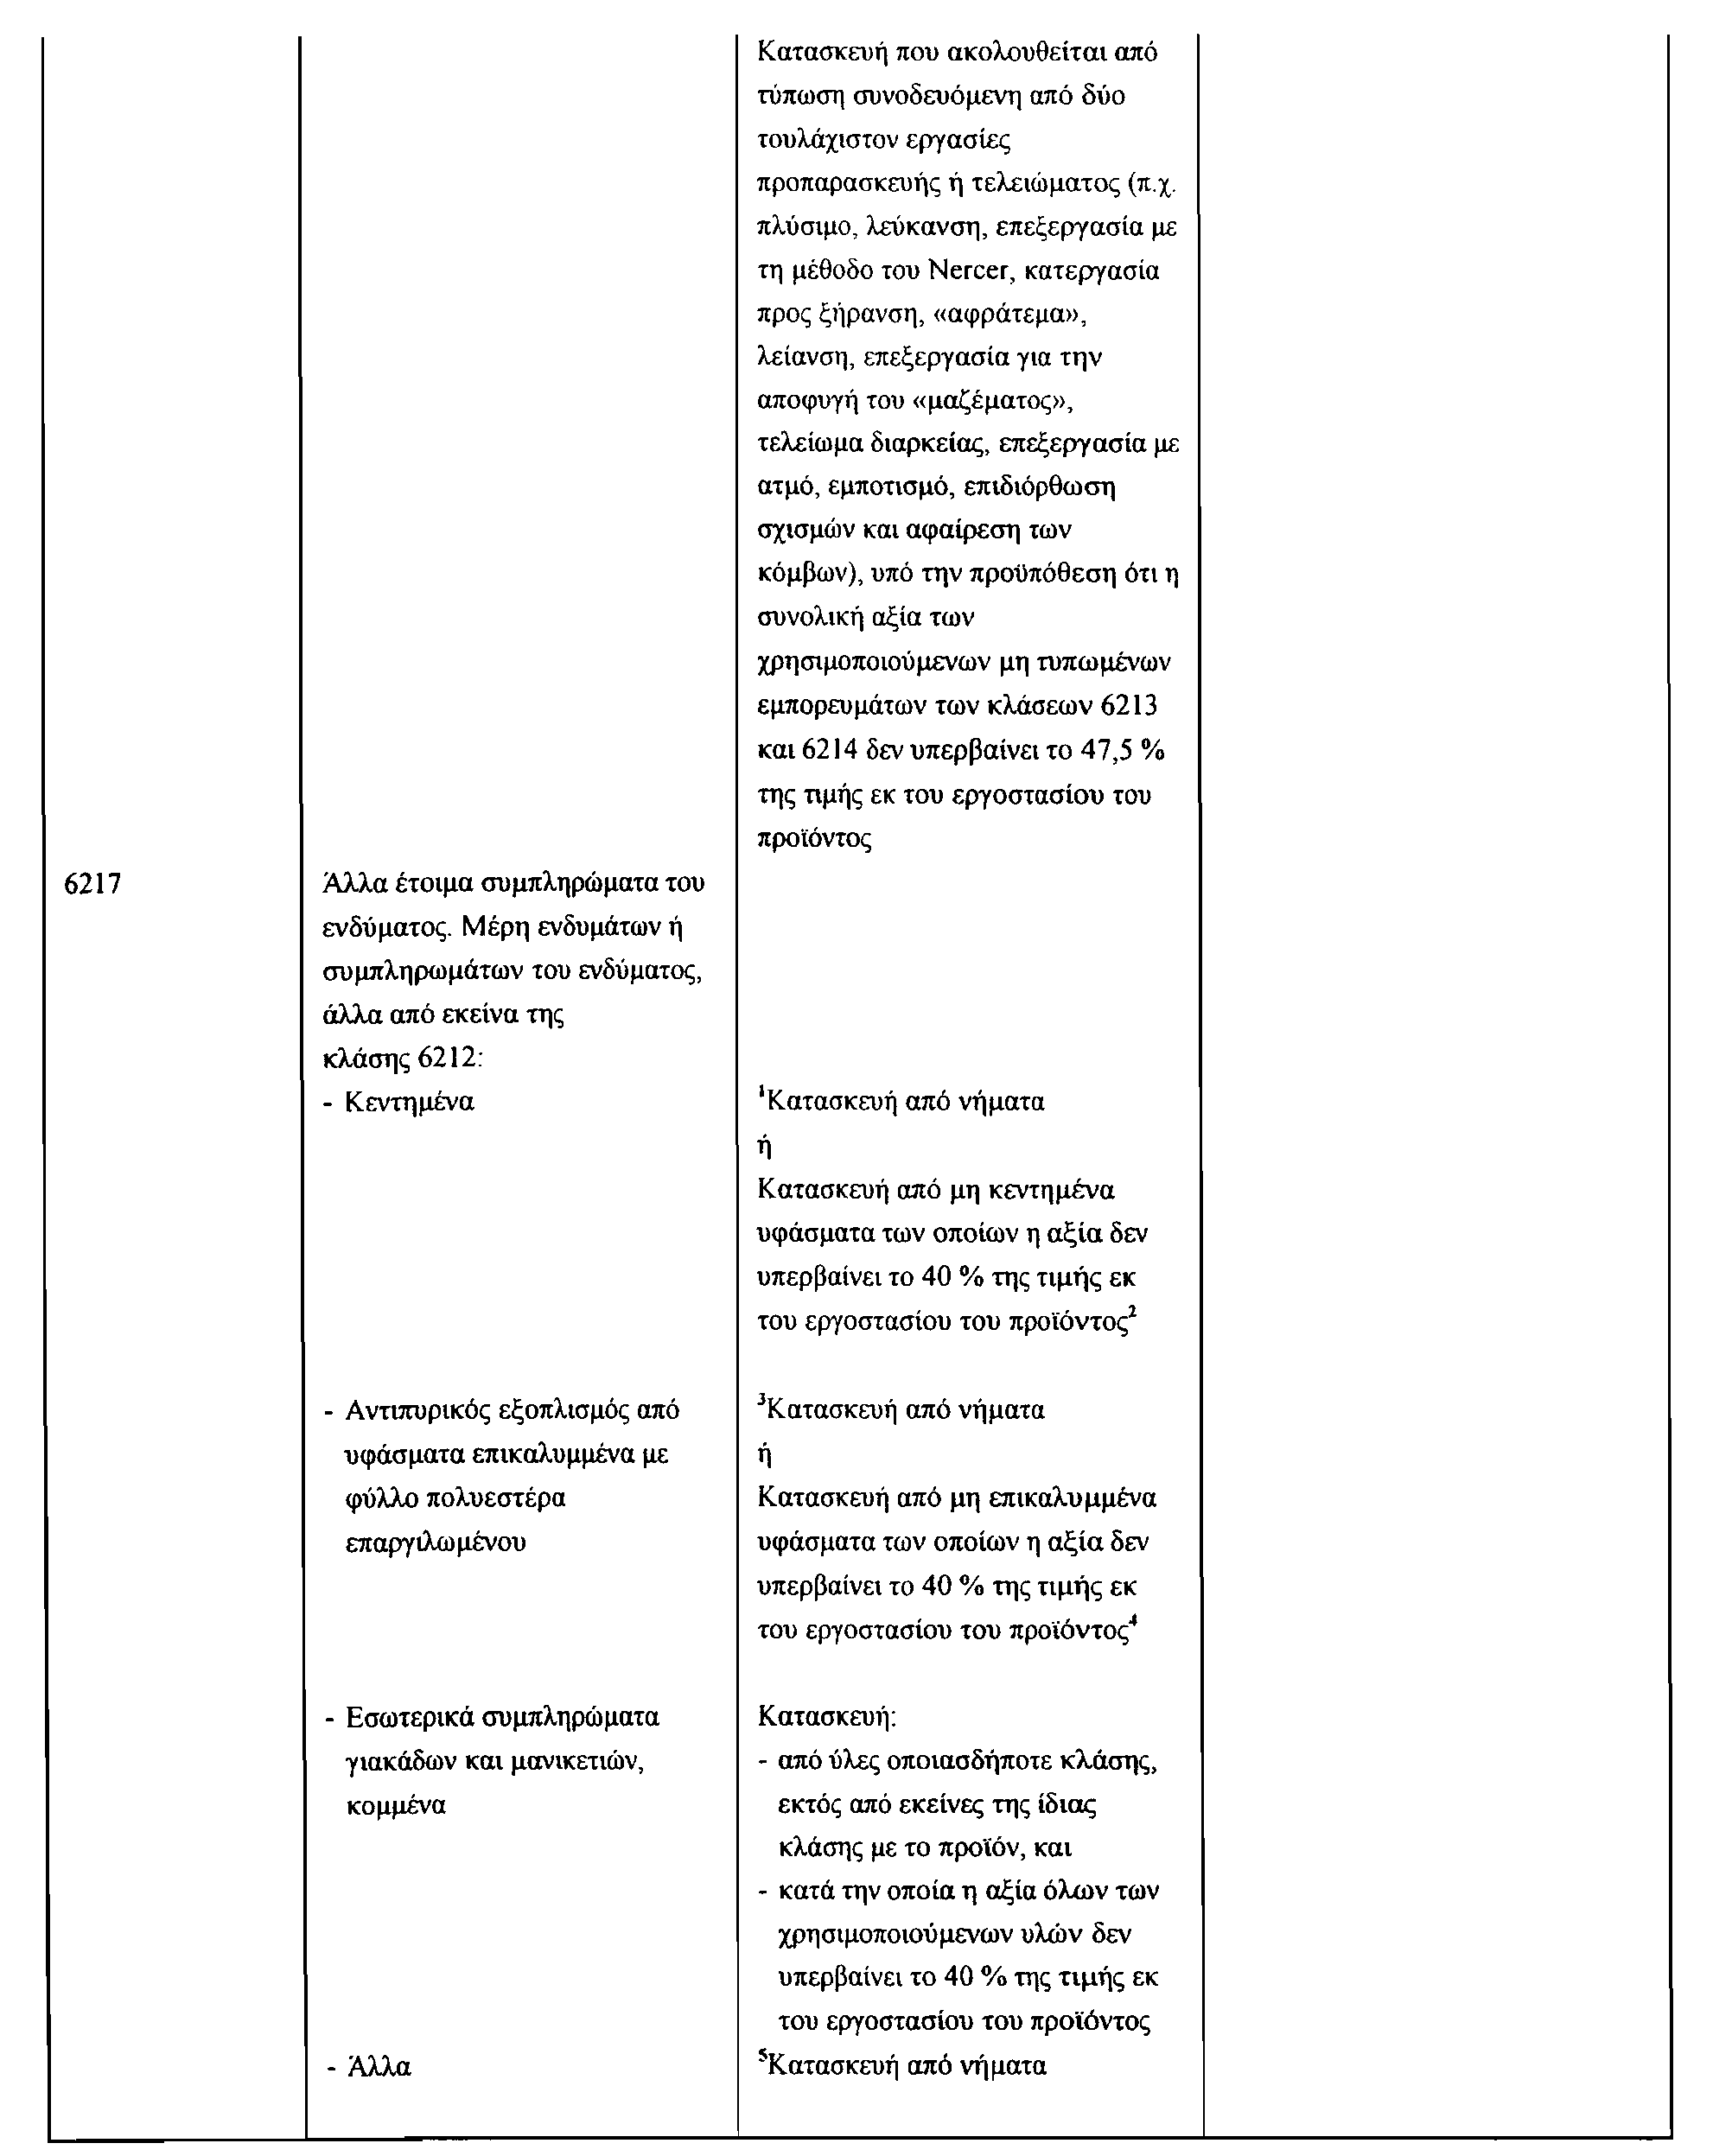 Κατασκευή που ακολουθείται από
τύπωση συνοδευόμενη από δύο
τουλάχιστον εργασίες
προπαρασκευής ή τελειώματος (π.χ.
πλύσιμο, λεύκανση, επεξεργασία με
τη μέθοδο του Nercer, κατεργασία
προς ξήρανση, «αφράτεμα»,
λείανση, επεξεργασία για την
αποφυγή του «μαζέματος»,
τελείωμα διαρκείας, επεξεργασία με
ατμό, εμποτισμό, επιδιόρθωση
σχισμών και αφαίρεση των
κόμβων), υπό την προϋπόθεση ότι η
συνολική αξία των
χρησιμοποιούμενων μη τυπωμένων
εμπορευμάτων των κλάσεων 6213
και 6214 δεν υπερβαίνει το 47,5 %
της τιμής εκ του εργοστασίου του
προϊόντος
6217
Άλλα έτοιμα συμπληρώματα του
ενδύματος. Μέρη ενδυμάτων ή
συμπληρωμάτων του ενδύματος,
άλλα από εκείνα της
κλάσης 6212:
- Κεντημένα
¹Κατασκευή από νήματα
ή
Κατασκευή από μη κεντημένα
υφάσματα των οποίων η αξία δεν
υπερβαίνει το 40 % της τιμής εκ
του εργοστασίου του προϊόντος²
- Αντιπυρικός εξοπλισμός από
υφάσματα επικαλυμμένα με
φύλλο πολυεστέρα
επαργιλωμένου
³Κατασκευή από νήματα
ή
Κατασκευή από μη επικαλυμμένα
υφάσματα των οποίων η αξία δεν
υπερβαίνει το 40 % της τιμής εκ
του εργοστασίου του προϊόντος⁴
- Εσωτερικά συμπληρώματα
γιακάδων και μανικετιών,
κομμένα
Κατασκευή:
- από ύλες οποιασδήποτε κλάσης,
εκτός από εκείνες της ίδιας
κλάσης με το προϊόν, και
- κατά την οποία η αξία όλων των
χρησιμοποιούμενων υλών δεν
υπερβαίνει το 40 % της τιμής εκ
του εργοστασίου του προϊόντος
- Άλλα
⁵Κατασκευή από νήματα